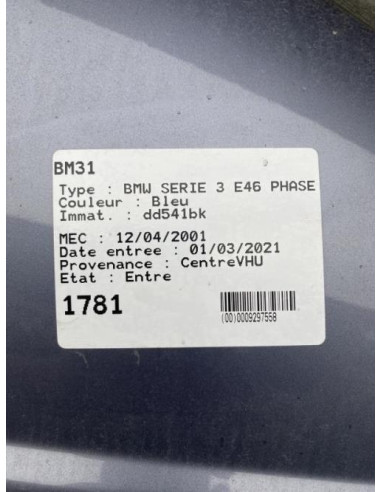 BM31
Type : BMW SERIE 3 E46 PHASE
Couleur : Bleu
Immat. : dd541bk
MEC : 12/04/2001
Date entree : 01/03/2021
Provenance : CentreVHU
Etat : Entre
1781
(00)0009297558